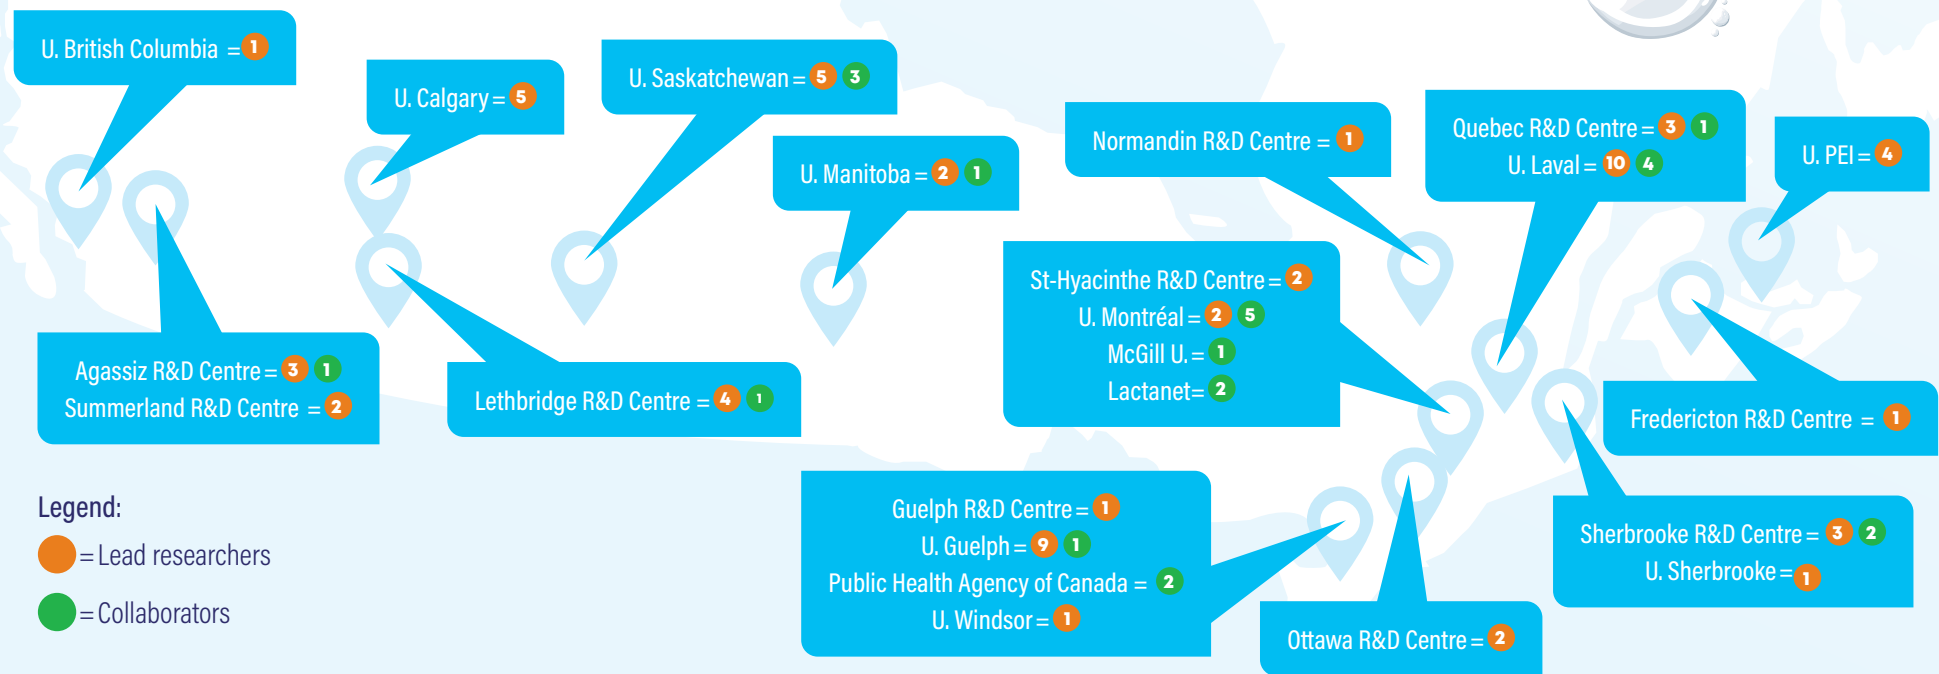 U. British Columbia = 1
U. Calgary = 5
U. Saskatchewan = 5 3
U. Manitoba = 2 1
Normandin R&D Centre = 1
Quebec R&D Centre = 3 1
U. Laval = 10 4
U. PEI = 4
Agassiz R&D Centre = 3 1
Summerland R&D Centre = 2
Lethbridge R&D Centre = 4 1
St-Hyacinthe R&D Centre = 2
U. Montréal = 2 5
McGill U. = 1
Lactanet= 2
Fredericton R&D Centre = 1
Guelph R&D Centre = 1
U. Guelph = 9 1
Public Health Agency of Canada = 2
U. Windsor = 1
Ottawa R&D Centre = 2
Sherbrooke R&D Centre = 3 2
U. Sherbrooke = 1
Legend:
= Lead researchers
= Collaborators